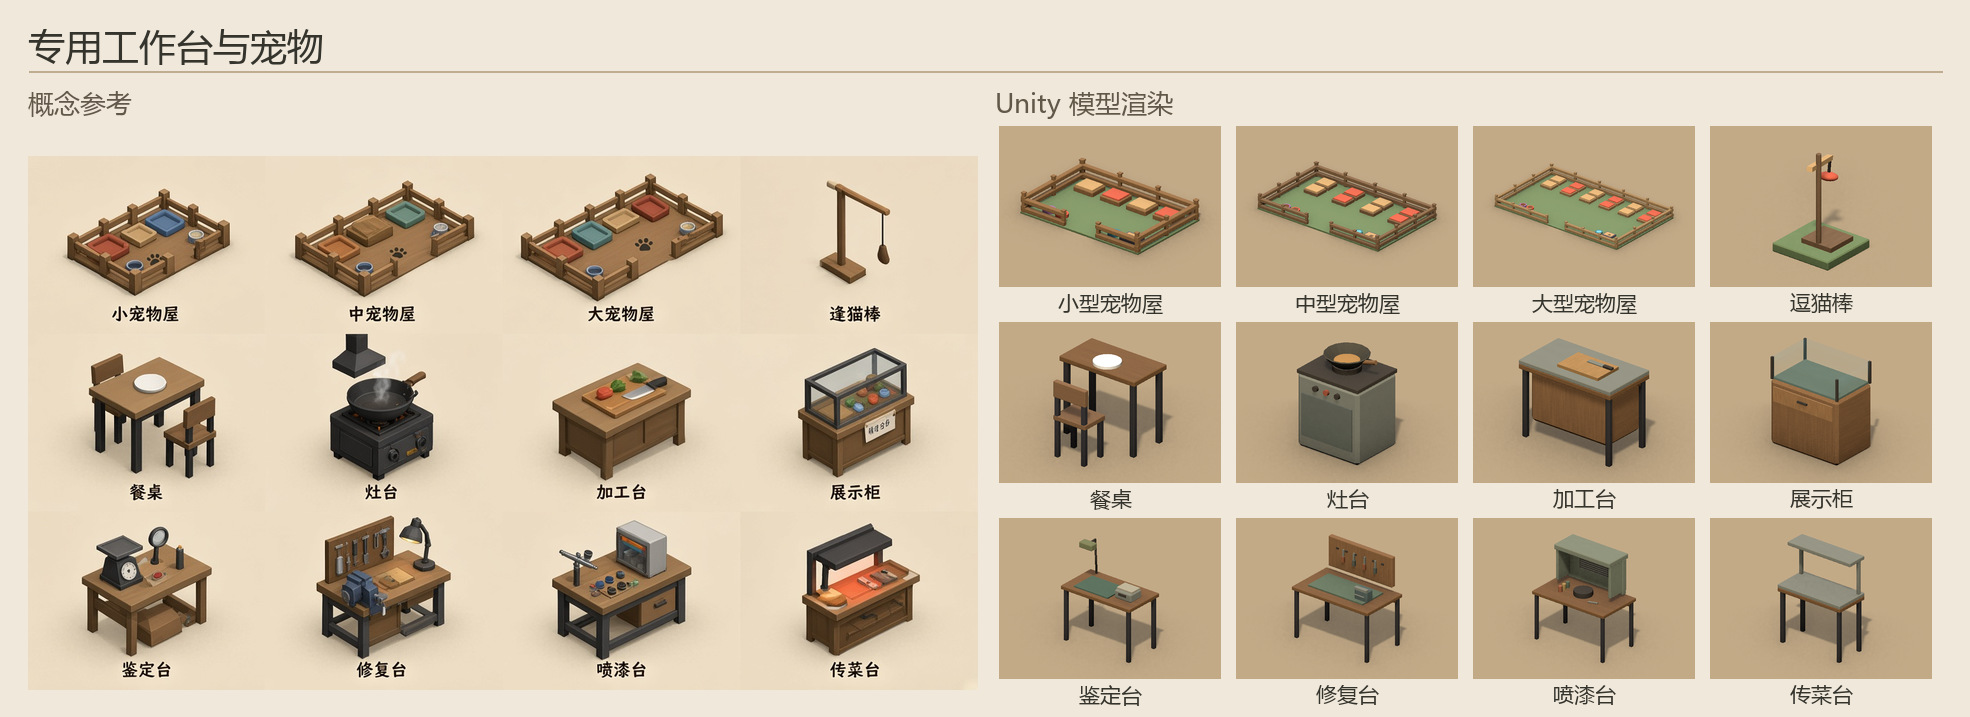 专用工作台与宠物
概念参考
小宠物屋
中宠物屋
大宠物屋
逢猫棒
餐桌
灶台
加工台
展示柜
鉴定台
修复台
喷漆台
传菜台
Unity 模型渲染
小型宠物屋
中型宠物屋
大型宠物屋
逗猫棒
餐桌
灶台
加工台
展示柜
鉴定台
修复台
喷漆台
传菜台